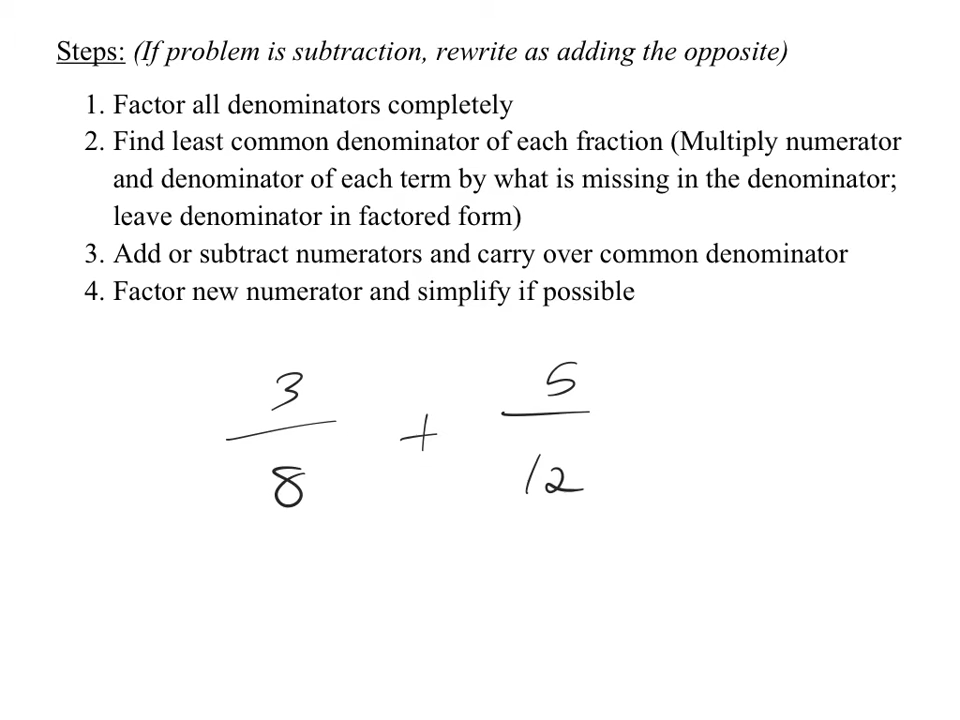 Steps: (If problem is subtraction, rewrite as adding the opposite)
1. Factor all denominators completely
2. Find least common denominator of each fraction (Multiply numerator
and denominator of each term by what is missing in the denominator;
leave denominator in factored form)
3. Add or subtract numerators and carry over common denominator
4. Factor new numerator and simplify if possible
3 5
+
8 12